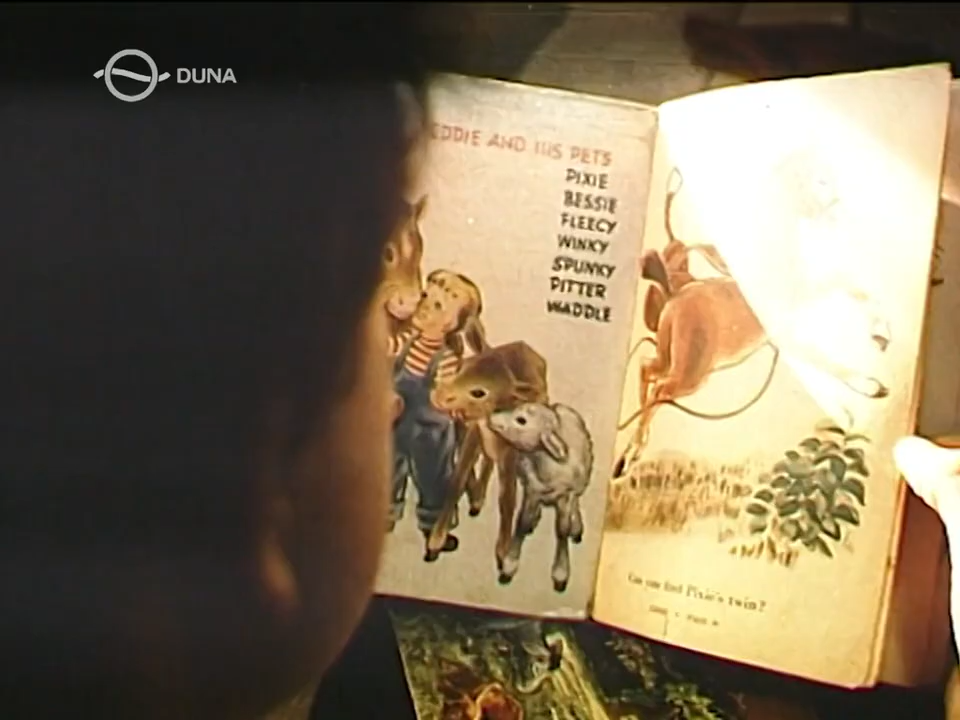 DUNA
EDDIE AND HIS PETS
PIXIE
BESSIE
FLEECY
WINKY
SPUNKY
PITTER
WADDLE
Can you find Pixie's twin?